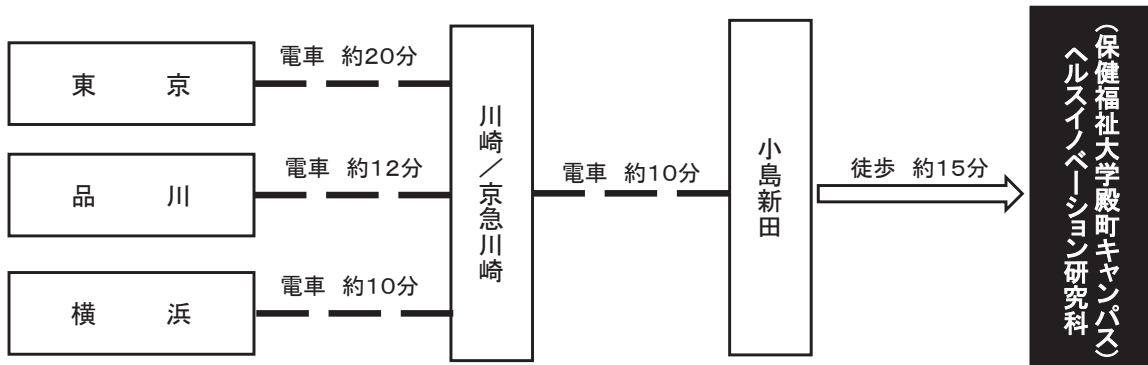 東　京
電車　約20分
品　川
電車　約12分
横　浜
電車　約10分
川崎／京急川崎
電車　約10分
小島新田
徒歩　約15分
（保健福祉大学殿町キャンパス）
ヘルスイノベーション研究科